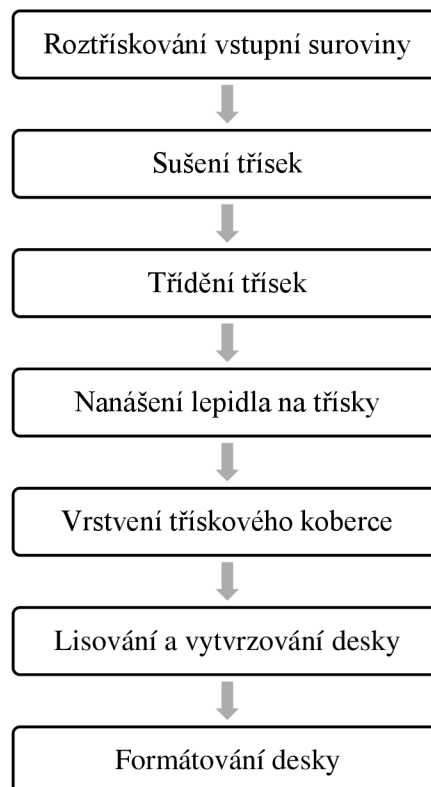 Roztřískování vstupní suroviny
Sušení třísek
Třídění třísek
Nanášení lepidla na třísky
Vrstvení třískového koberce
Lisování a vytvrzování desky
Formátování desky